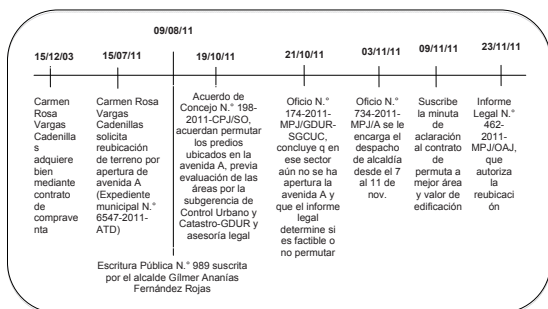 09/08/11
15/12/03
15/07/11
19/10/11
21/10/11
03/11/11
09/11/11
23/11/11
Carmen
Rosa
Vargas
Cadenilla
s
adquiere
bien
mediante
contrato
de
comprave
nta
Carmen Rosa
Vargas
Cadenillas
solicita
reubicación
de terreno por
apertura de
avenida A
(Expediente
municipal N.°
6547-2011-
ATD)
Acuerdo de
Concejo N.° 198-
2011-CPJ/SO,
acuerdan permutar
los predios
ubicados en la
avenida A, previa
evaluación de las
áreas por la
subgerencia de
Control Urbano y
Catastro-GDUR y
asesoría legal
Oficio N.°
174-2011-
MPJ/GDUR-
SGCUC,
concluye q en
ese sector
aún no se ha
apertura la
avenida A y
que el informe
legal
determine si
es factible o
no permutar
Oficio N.°
734-2011-
MPJ/A se le
encarga el
despacho
de alcaldía
desde el 7
al 11 de
nov.
Suscribe
la minuta
de
aclaración
al contrato
de
permuta a
mejor área
y valor de
edificación
Informe
Legal N.°
462-
2011-
MPJ/OAJ,
que
autoriza
la
reubicaci
ón
Escritura Pública N.° 989 suscrita
por el alcalde Gílmer Ananías
Fernández Rojas